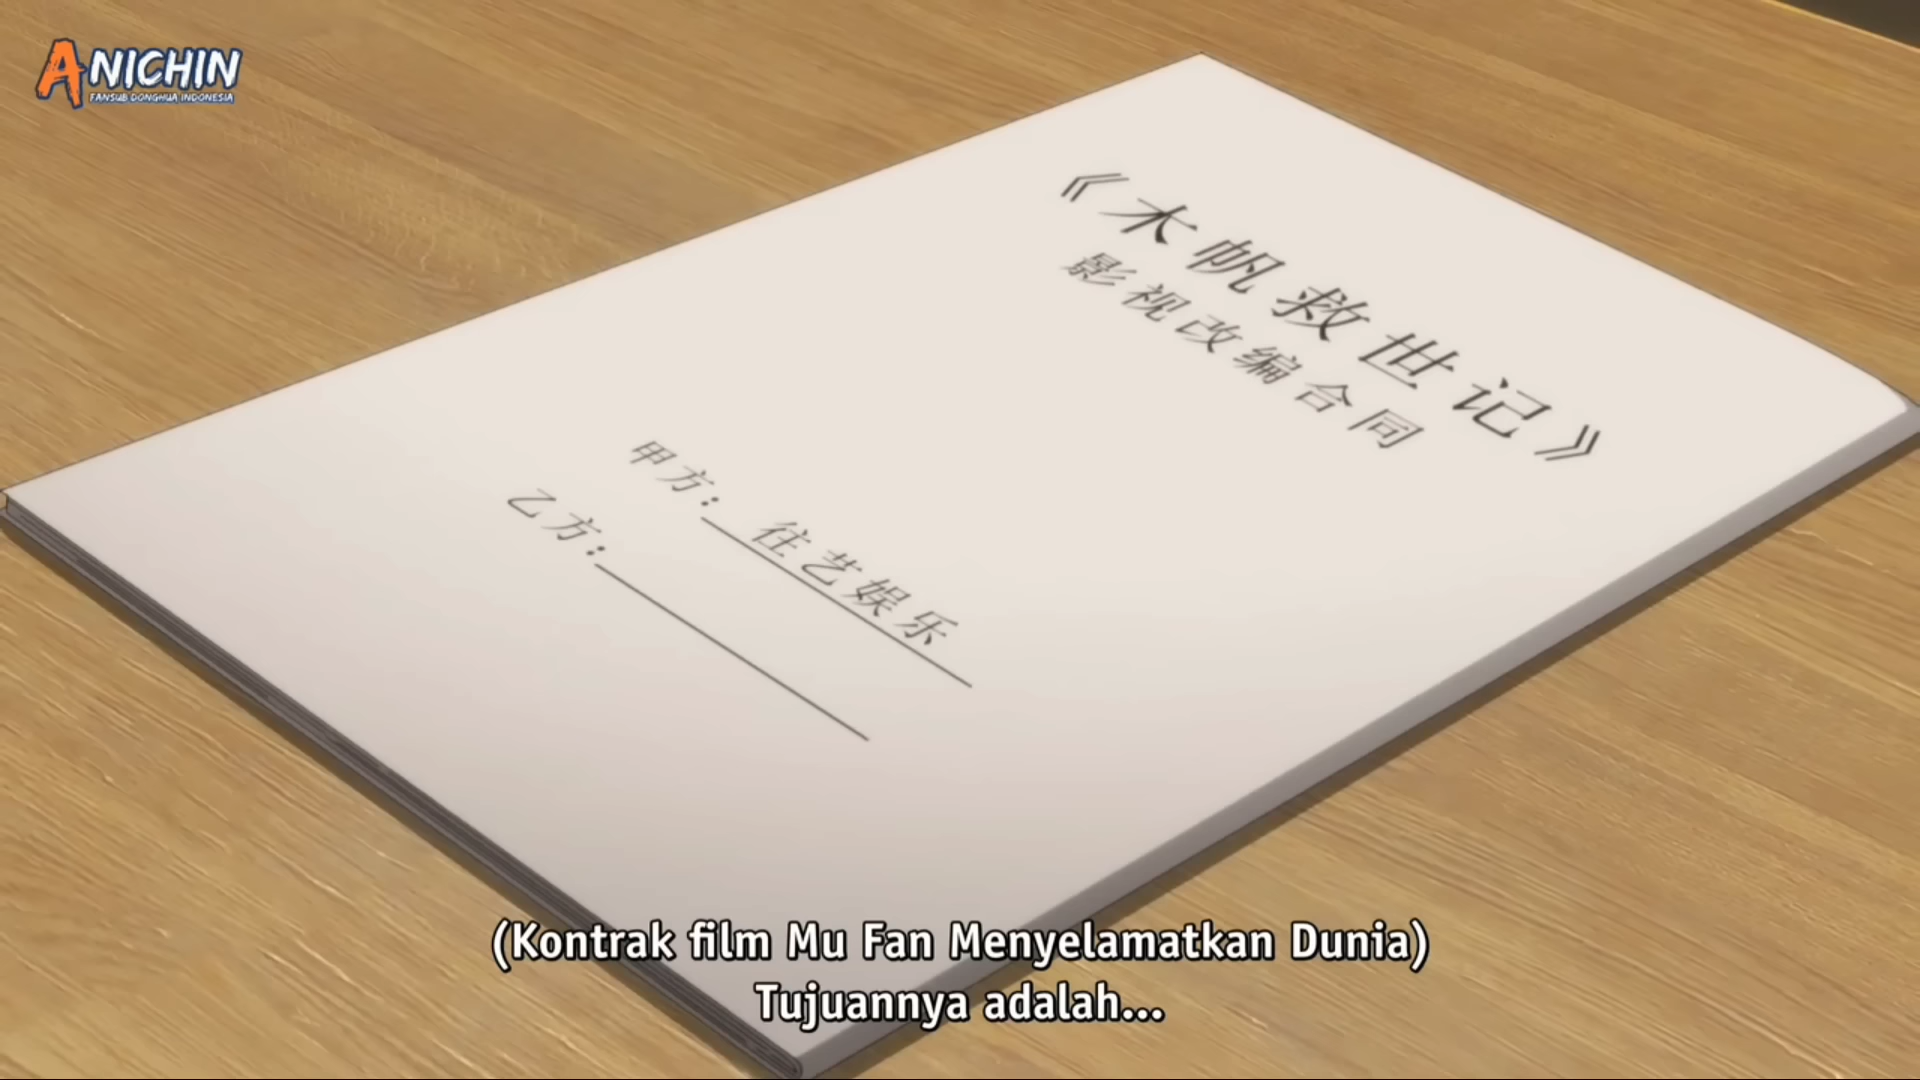 ANICHIN
FANSUB DONGHUA INDONESIA
《木帆救世记》
影视改编合同
甲方：往艺娱乐
乙方：
(Kontrak film Mu Fan Menyelamatkan Dunia)
Tujuannya adalah...